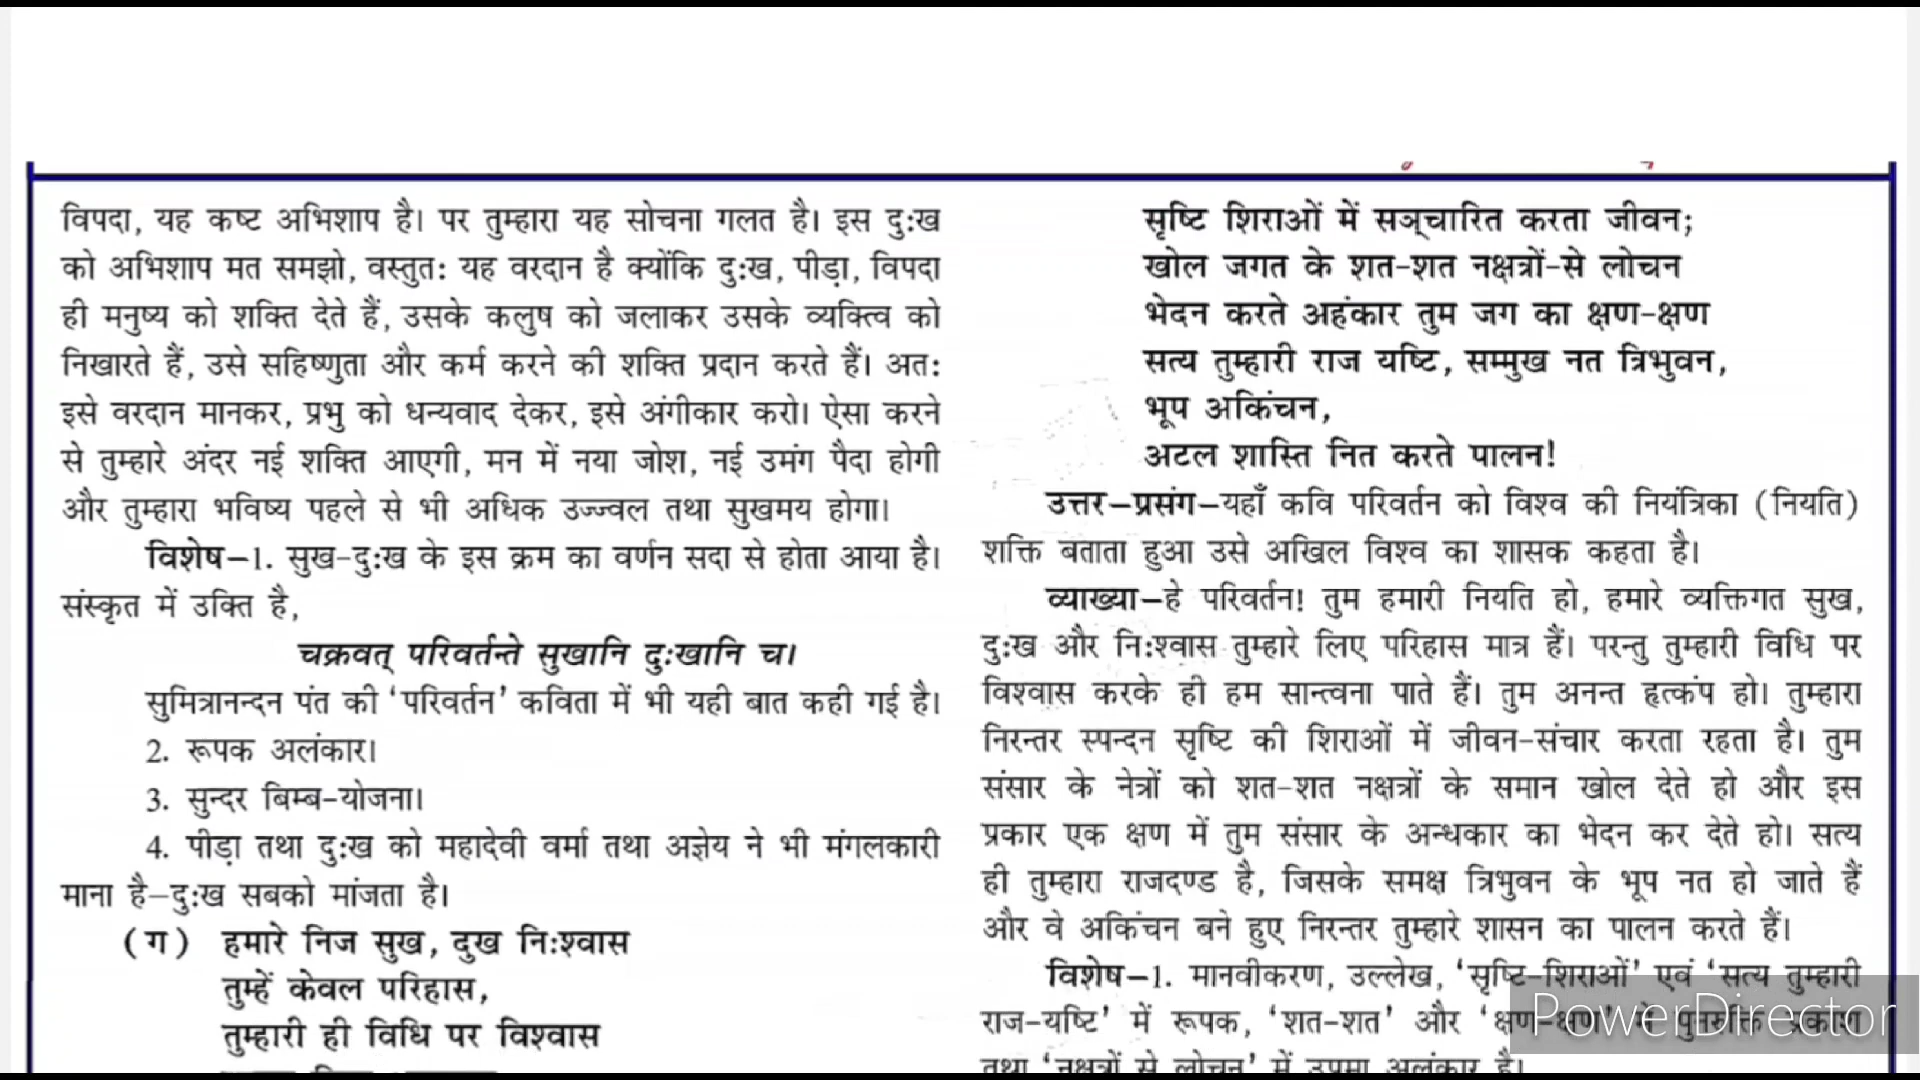 विपदा, यह कष्ट अभिशाप है। पर तुम्हारा यह सोचना गलत है। इस दु:ख
को अभिशाप मत समझो, वस्तुत: यह वरदान है क्योंकि दु:ख, पीड़ा, विपदा
ही मनुष्य को शक्ति देते हैं, उसके कलुष को जलाकर उसके व्यक्त्वि को
निखारते हैं, उसे सहिष्णुता और कर्म करने की शक्ति प्रदान करते हैं। अत:
इसे वरदान मानकर, प्रभु को धन्यवाद देकर, इसे अंगीकार करो। ऐसा करने
से तुम्हारे अंदर नई शक्ति आएगी, मन में नया जोश, नई उमंग पैदा होगी
और तुम्हारा भविष्य पहले से भी अधिक उज्ज्वल तथा सुखमय होगा।
विशेष–1. सुख-दु:ख के इस क्रम का वर्णन सदा से होता आया है।
संस्कृत में उक्ति है,
चक्रवत् परिवर्तन्ते सुखानि दु:खानि च।
सुमित्रानन्दन पंत की 'परिवर्तन' कविता में भी यही बात कही गई है।
2. रूपक अलंकार।
3. सुन्दर बिम्ब-योजना।
4. पीड़ा तथा दु:ख को महादेवी वर्मा तथा अज्ञेय ने भी मंगलकारी
माना है–दु:ख सबको मांजता है।
(ग) हमारे निज सुख, दुख नि:श्वास
तुम्हें केवल परिहास,
तुम्हारी ही विधि पर विश्वास
सृष्टि शिराओं में सञ्चारित करता जीवन;
खोल जगत के शत-शत नक्षत्रों-से लोचन
भेदन करते अहंकार तुम जग का क्षण-क्षण
सत्य तुम्हारी राज यष्टि, सम्मुख नत त्रिभुवन,
भूप अकिंचन,
अटल शास्ति नित करते पालन!
उत्तर–प्रसंग–यहाँ कवि परिवर्तन को विश्व की नियंत्रिका (नियति)
शक्ति बताता हुआ उसे अखिल विश्व का शासक कहता है।
व्याख्या–हे परिवर्तन! तुम हमारी नियति हो, हमारे व्यक्तिगत सुख,
दु:ख और नि:श्वास तुम्हारे लिए परिहास मात्र हैं। परन्तु तुम्हारी विधि पर
विश्वास करके ही हम सान्त्वना पाते हैं। तुम अनन्त हृत्कंप हो। तुम्हारा
निरन्तर स्पन्दन सृष्टि की शिराओं में जीवन-संचार करता रहता है। तुम
संसार के नेत्रों को शत-शत नक्षत्रों के समान खोल देते हो और इस
प्रकार एक क्षण में तुम संसार के अन्धकार का भेदन कर देते हो। सत्य
ही तुम्हारा राजदण्ड है, जिसके समक्ष त्रिभुवन के भूप नत हो जाते हैं
और वे अकिंचन बने हुए निरन्तर तुम्हारे शासन का पालन करते हैं।
विशेष–1. मानवीकरण, उल्लेख, 'सृष्टि-शिराओं' एवं 'सत्य तुम्हारी
राज-यष्टि' में रूपक, 'शत-शत' और 'क्षण-क्षण' में पुनरुक्ति प्रकाश
तथा 'नक्षत्रों से लोचन' में उपमा अलंकार है।
PowerDirector